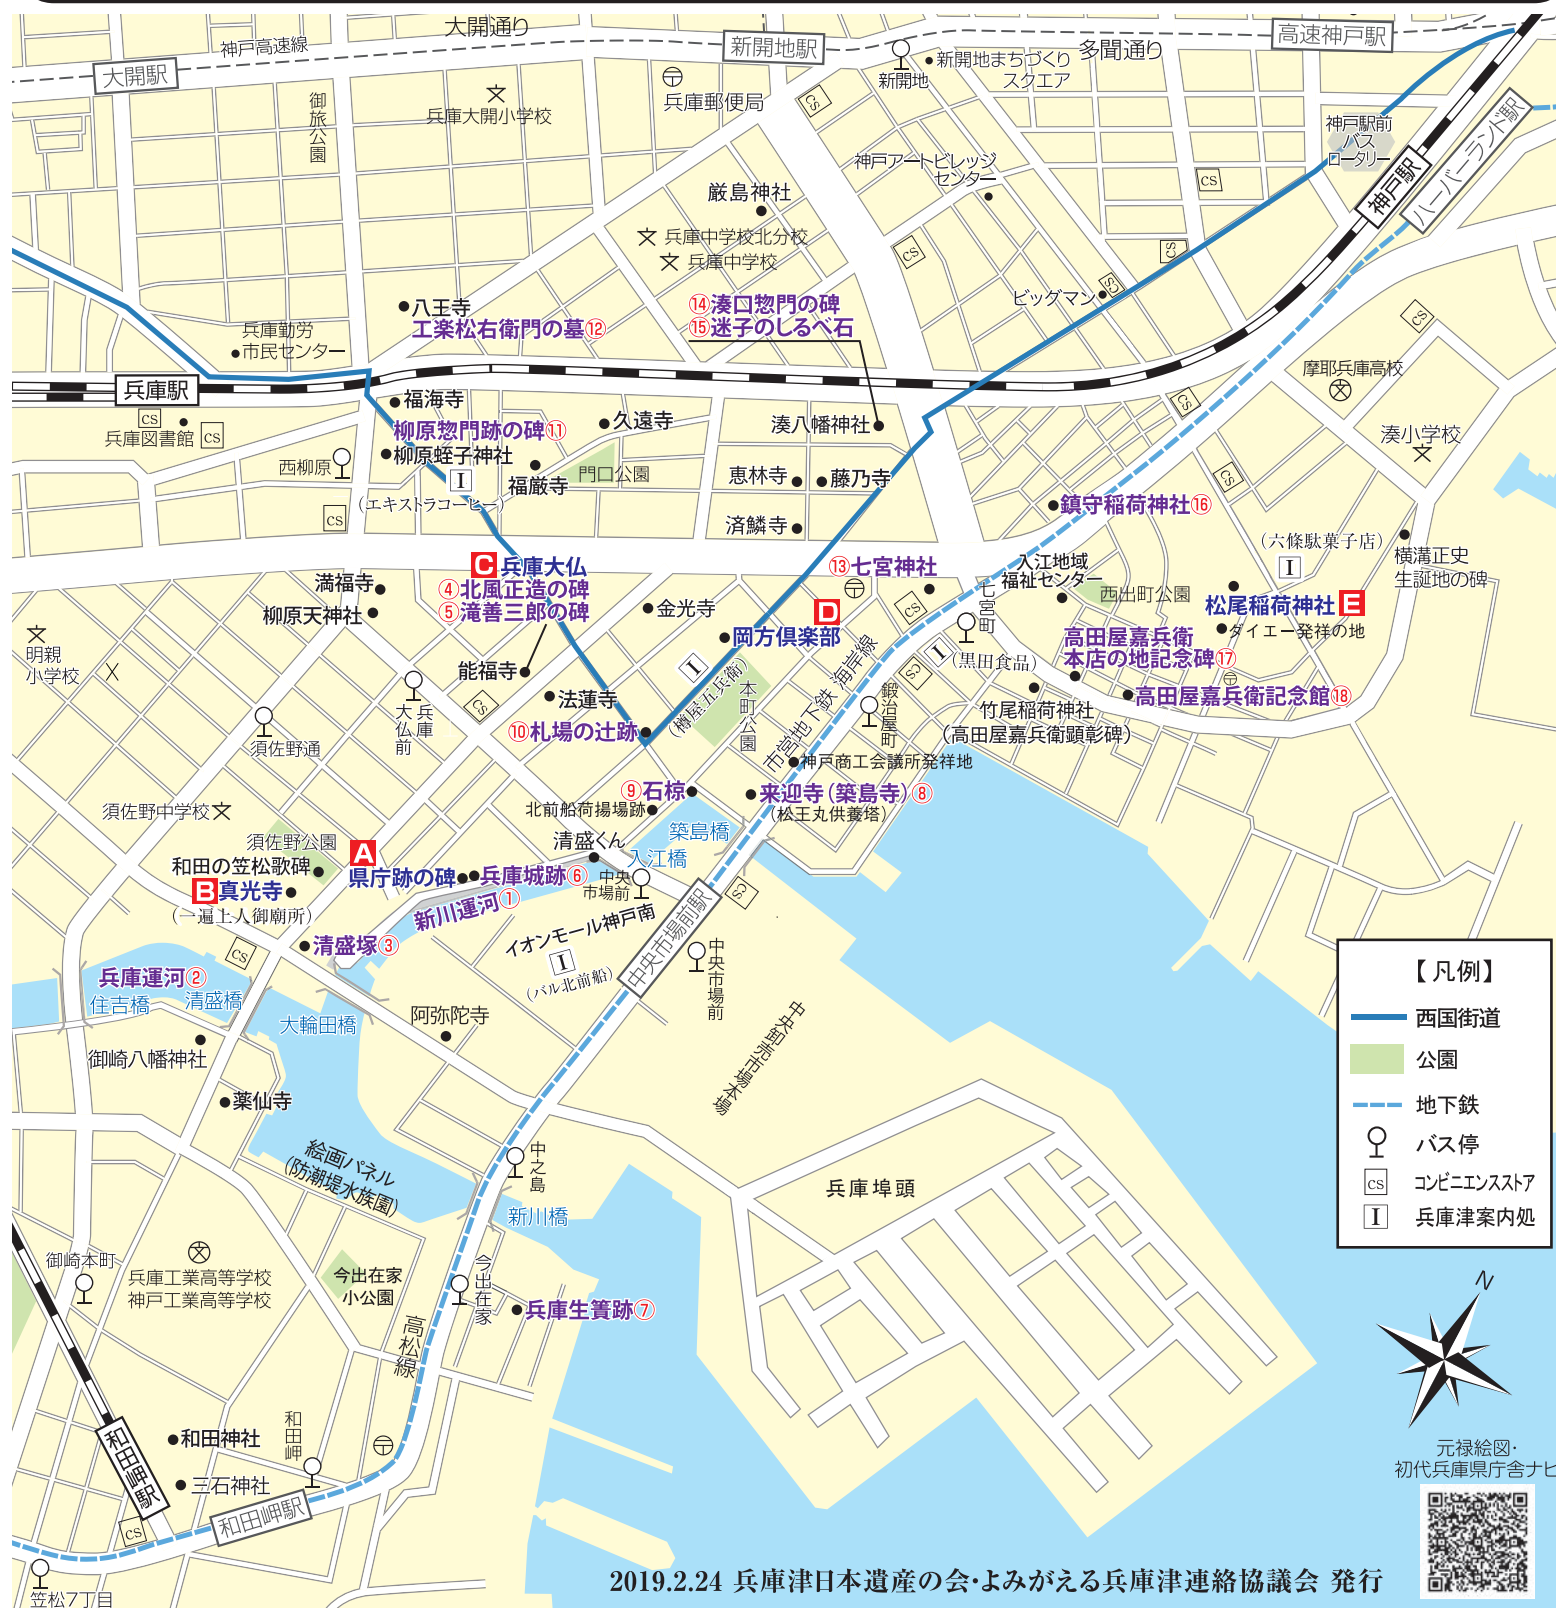 大開通り
神戸高速線
大開駅
新開地駅
高速神戸駅
新開地
新開地まちづくり
スクエア
多聞通り
御旅公園
兵庫大開小学校
兵庫郵便局
CS
神戸駅前
バス
ロータリー
神戸駅
ハーバーランド駅
神戸アートビレッジ
センター
CS
厳島神社
兵庫中学校北分校
兵庫中学校
CS
CS
ビッグマン
CS
八王寺
工楽松右衛門の墓⑫
⑭湊口惣門の碑
⑮迷子のしるべ石
兵庫勤労
市民センター
CS
摩耶兵庫高校
兵庫駅
CS
兵庫図書館
CS
福海寺
柳原惣門跡の碑⑪
柳原蛭子神社
久遠寺
湊八幡神社
CS
湊小学校
西柳原
I
(エキストラコーヒー)
福厳寺
門口公園
恵林寺
藤乃寺
CS
CS
済鱗寺
鎮守稲荷神社⑯
(六條駄菓子店)
I
横溝正史
生誕地の碑
C 兵庫大仏
④北風正造の碑
⑤滝善三郎の碑
満福寺
柳原天神社
⑬七宮神社
入江地域
福祉センター
七宮町
CS
西出町公園
松尾稲荷神社 E
ダイエー発祥の地
金光寺
D
岡方倶楽部
明親
小学校
能福寺
法蓮寺
I
(樽屋五兵衛)
本町公園
市営地下鉄 海岸線
I
(黒田食品)
CS
高田屋嘉兵衛
本店の地記念碑⑰
高田屋嘉兵衛記念館⑱
兵庫
大仏前
CS
須佐野通
⑩札場の辻跡
鍛治屋町
竹尾稲荷神社
(高田屋嘉兵衛顕彰碑)
神戸商工会議所発祥地
⑨石椋
北前船荷揚場跡
来迎寺(築島寺)⑧
(松王丸供養塔)
須佐野中学校
須佐野公園
清盛くん
築島橋
入江橋
A
県庁跡の碑
兵庫城跡⑥
中央
市場前
和田の笠松歌碑
B 真光寺
(一遍上人御廟所)
新川運河①
CS
イオンモール神戸南
I
(バル北前船)
中央市場前駅
中央市場前
中央卸売市場本場
清盛塚③
CS
兵庫運河②
住吉橋
清盛橋
大輪田橋
阿弥陀寺
御崎八幡神社
薬仙寺
【凡例】
西国街道
公園
地下鉄
バス停
CS コンビニエンスストア
I 兵庫津案内処
絵画パネル
(防潮堤水族園)
中之島
新川橋
兵庫埠頭
御崎本町
兵庫工業高等学校
神戸工業高等学校
今出在家
小公園
今出在家
兵庫生簀跡⑦
高松線
N
和田岬
和田神社
和田岬駅
三石神社
CS
和田岬駅
笠松7丁目
元禄絵図・
初代兵庫県庁舎ナビ
2019.2.24 兵庫津日本遺産の会・よみがえる兵庫津連絡協議会 発行